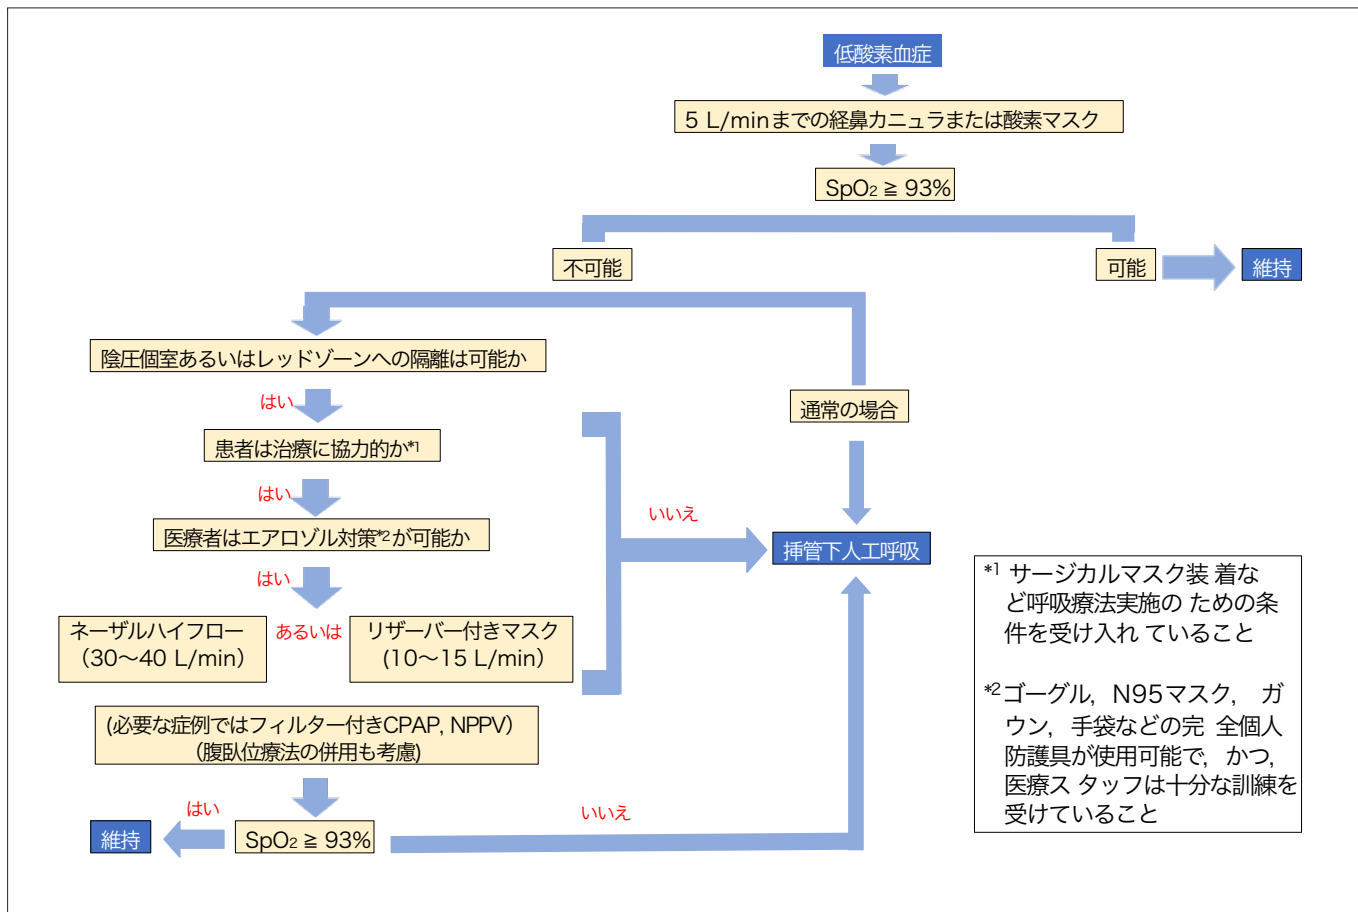 低酸素血症
5 L/minまでの経鼻カニュラまたは酸素マスク
SpO₂ ≧ 93%
不可能
可能
維持
陰圧個室あるいはレッドゾーンへの隔離は可能か
はい
通常の場合
患者は治療に協力的か*¹
はい
いいえ
医療者はエアロゾル対策*²が可能か
挿管下人工呼吸
はい
ネーザルハイフロー
（30〜40 L/min）
あるいは
リザーバー付きマスク
(10〜15 L/min）
(必要な症例ではフィルター付きCPAP, NPPV）
（腹臥位療法の併用も考慮)
はい
いいえ
維持
SpO₂ ≧ 93%
*¹ サージカルマスク装 着な
ど呼吸療法実施の ための条
件を受け入れ ていること
*²ゴーグル，N95マスク， ガ
ウン，手袋などの完 全個人
防護具が使用可能で，かつ，
医療ス タッフは十分な訓練を
受けていること